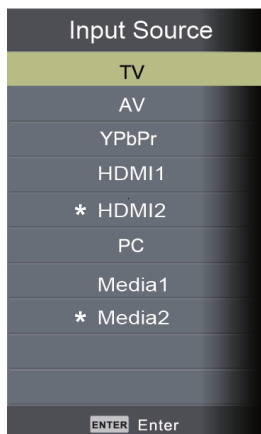 Input Source
TV
AV
YPbPr
HDMI1
* HDMI2
PC
Media1
* Media2
ENTER Enter